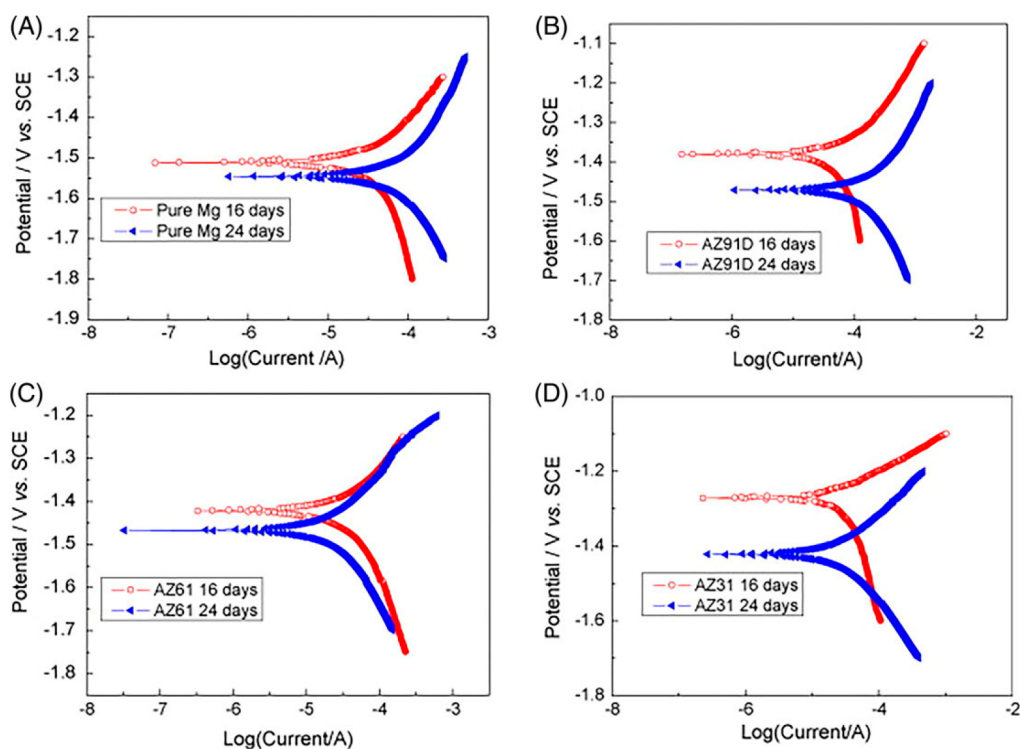 (A)
-1.2
-1.3
-1.4
-1.5
-1.6
-1.7
-1.8
-1.9
Potential / V vs. SCE
Pure Mg 16 days
Pure Mg 24 days
-8 -7 -6 -5 -4 -3
Log(Current /A)
(B)
-1.1
-1.2
-1.3
-1.4
-1.5
-1.6
-1.7
-1.8
Potential / V vs. SCE
AZ91D 16 days
AZ91D 24 days
-8 -6 -4 -2
Log(Current/A)
(C)
-1.2
-1.3
-1.4
-1.5
-1.6
-1.7
-1.8
Potential / V vs. SCE
AZ61 16 days
AZ61 24 days
-8 -7 -6 -5 -4 -3
Log(Current/A)
(D)
-1.0
-1.2
-1.4
-1.6
-1.8
Potential / V vs. SCE
AZ31 16 days
AZ31 24 days
-8 -6 -4 -2
Log(Current/A)